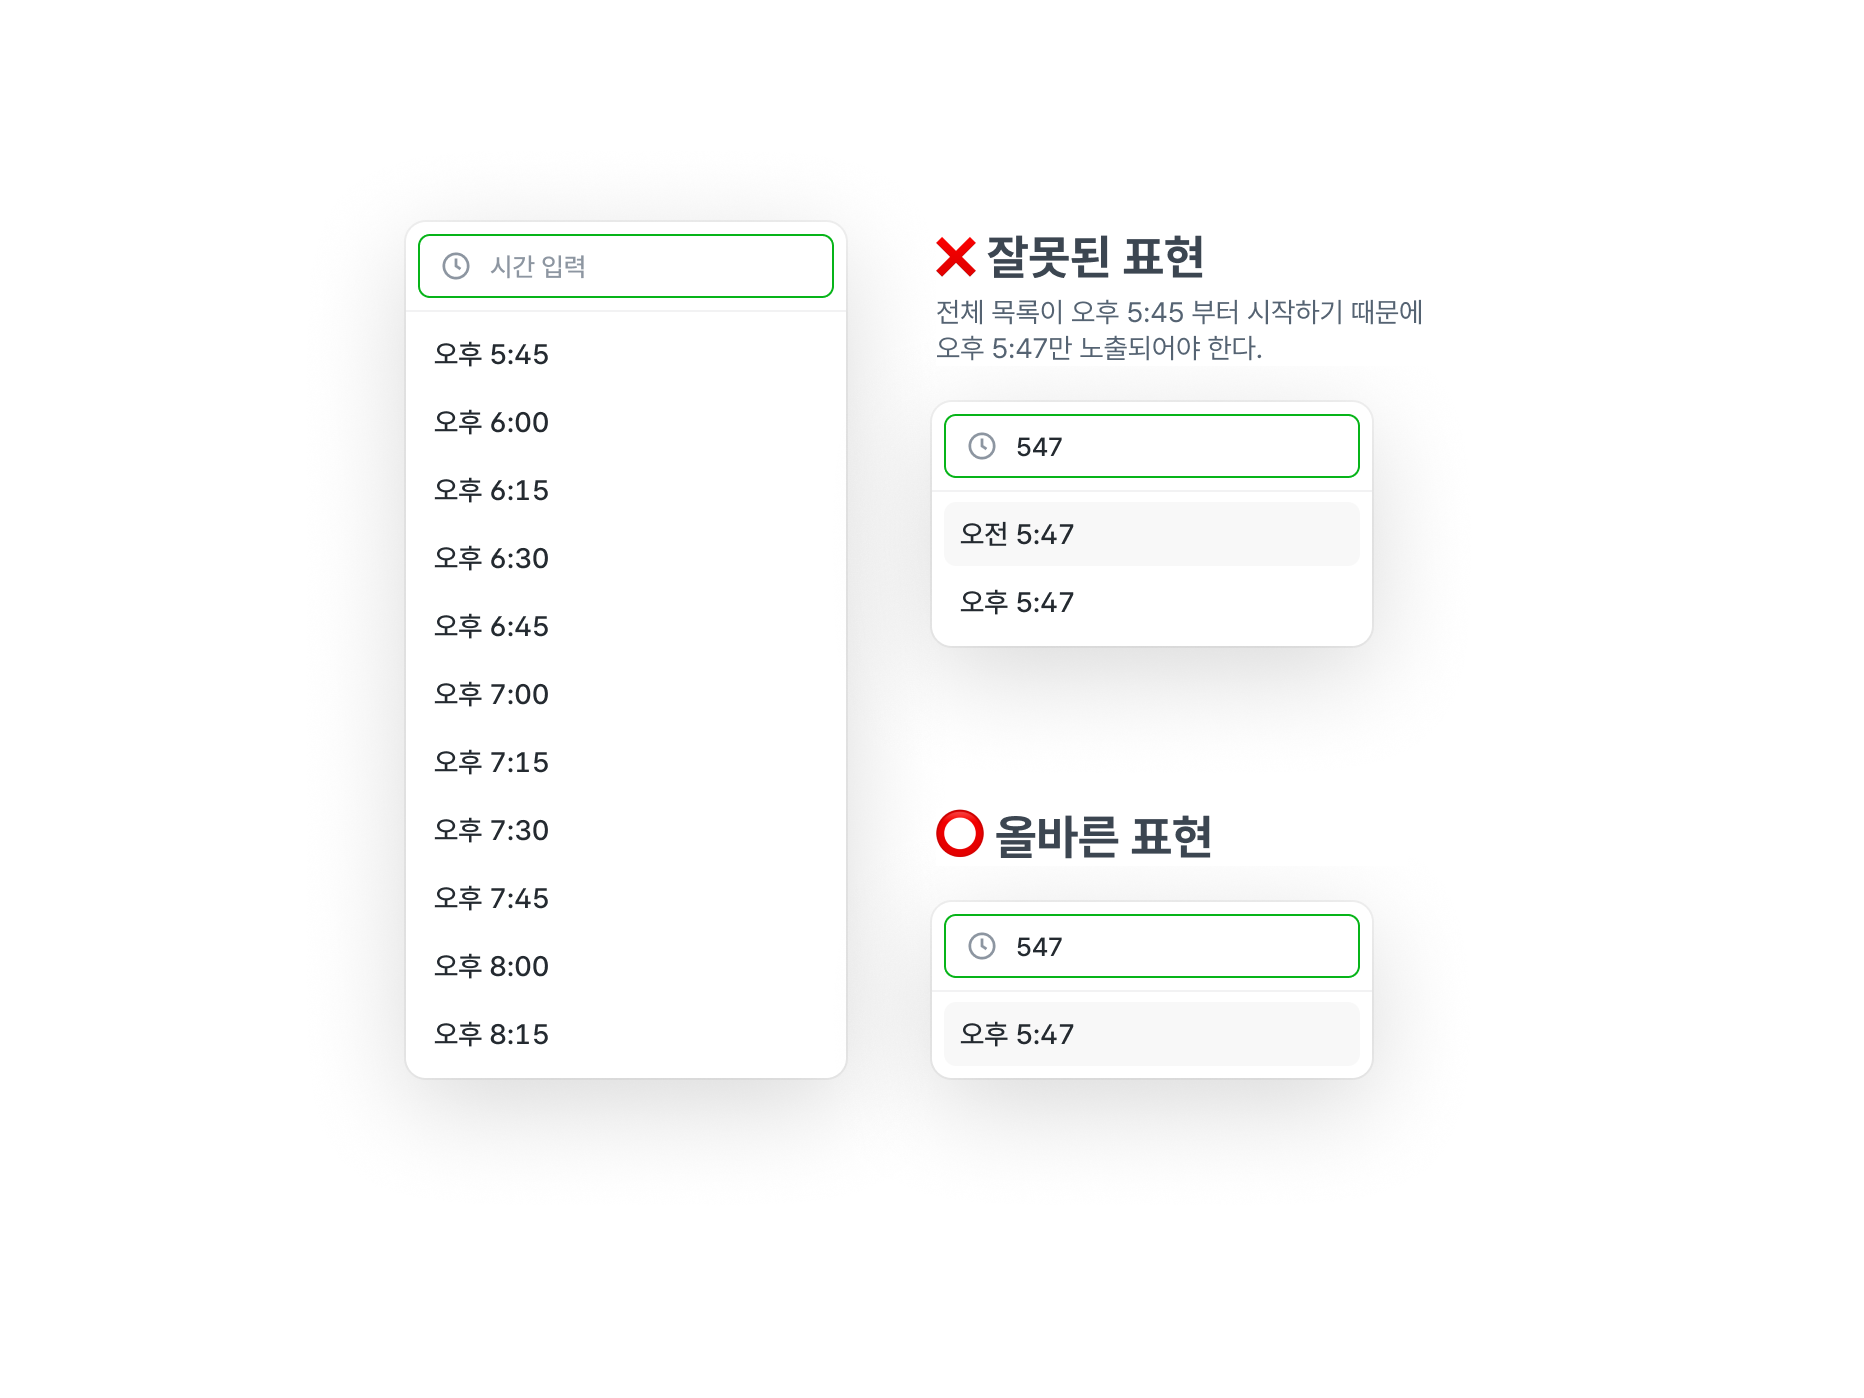 시간 입력
오후 5:45
오후 6:00
오후 6:15
오후 6:30
오후 6:45
오후 7:00
오후 7:15
오후 7:30
오후 7:45
오후 8:00
오후 8:15
❌ 잘못된 표현
전체 목록이 오후 5:45 부터 시작하기 때문에
오후 5:47만 노출되어야 한다.
547
오전 5:47
오후 5:47
⭕ 올바른 표현
547
오후 5:47